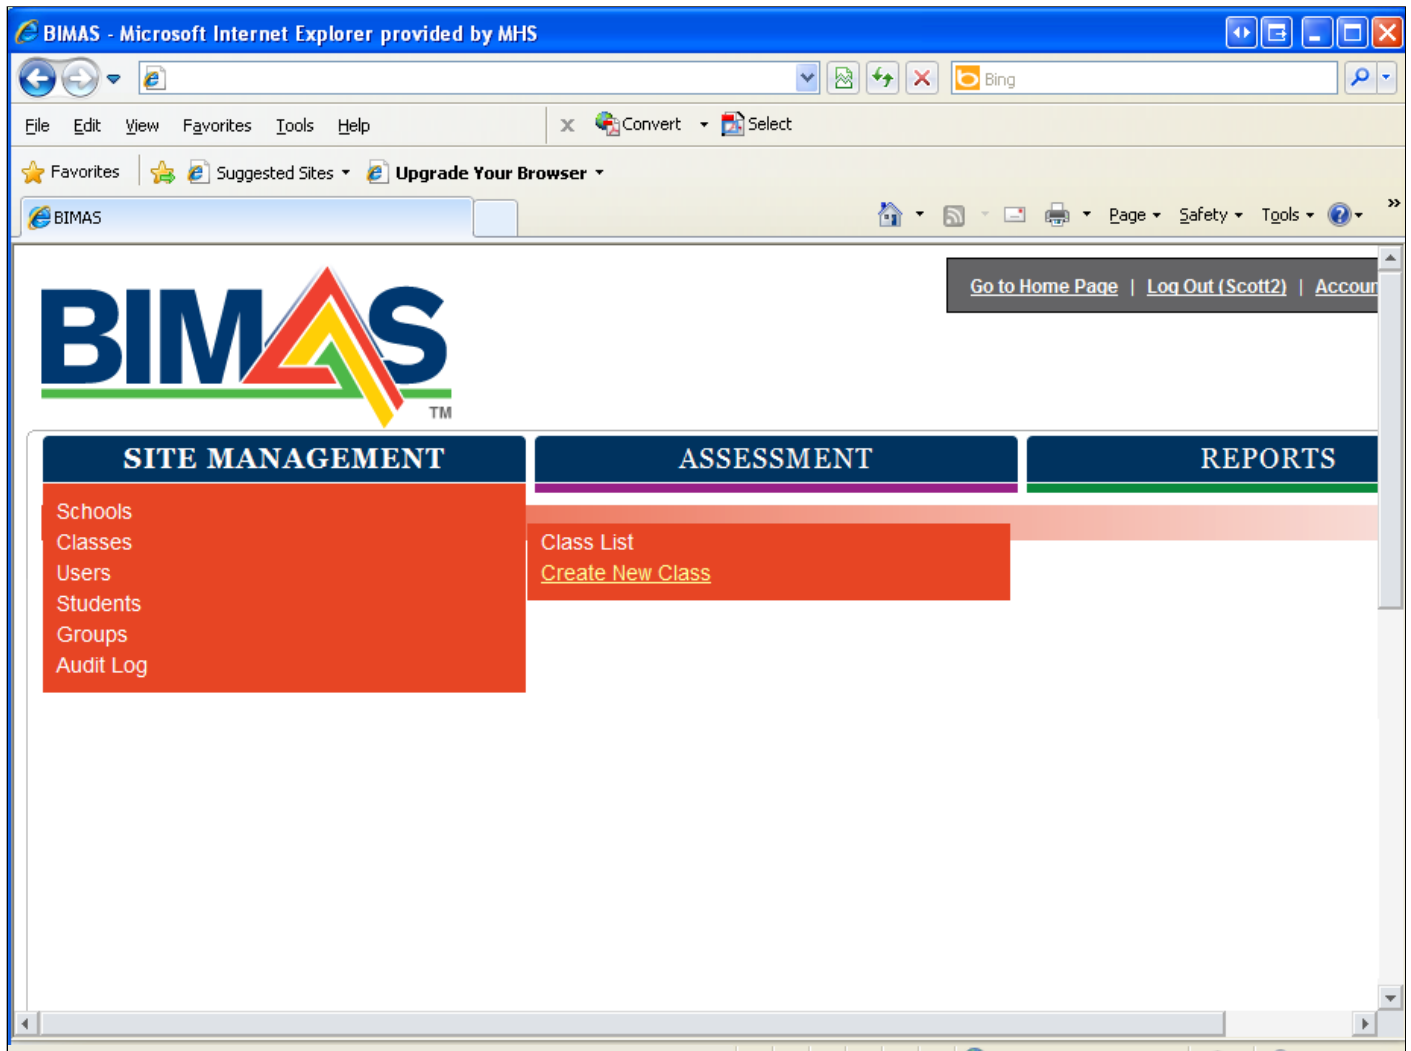 BIMAS - Microsoft Internet Explorer provided by MHS
Bing
File Edit View Favorites Tools Help x Convert Select
Favorites Suggested Sites Upgrade Your Browser
BIMAS Page Safety Tools »
Go to Home Page | Log Out (Scott2) | Accoun
BIMAS
TM
SITE MANAGEMENT ASSESSMENT REPORTS
Schools
Classes Class List
Users Create New Class
Students
Groups
Audit Log